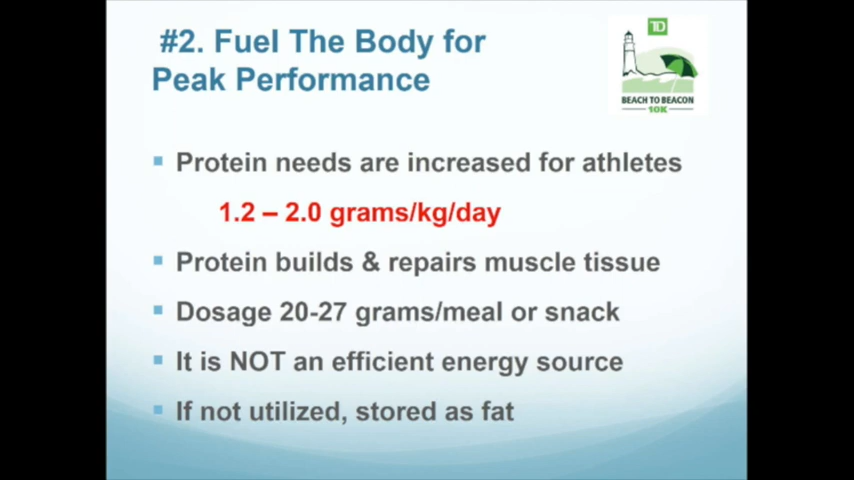 #2. Fuel The Body for
Peak Performance
TD
BEACH TO BEACON
10K
Protein needs are increased for athletes
1.2 – 2.0 grams/kg/day
Protein builds & repairs muscle tissue
Dosage 20-27 grams/meal or snack
It is NOT an efficient energy source
If not utilized, stored as fat